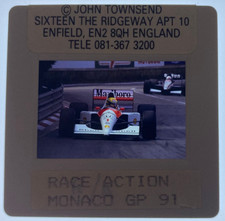 © JOHN TOWNSEND
SIXTEEN THE RIDGEWAY APT 10
ENFIELD, EN2 8QH ENGLAND
TELE 081-367 3200
Marlboro
RACE/ACTION
MONACO GP 91